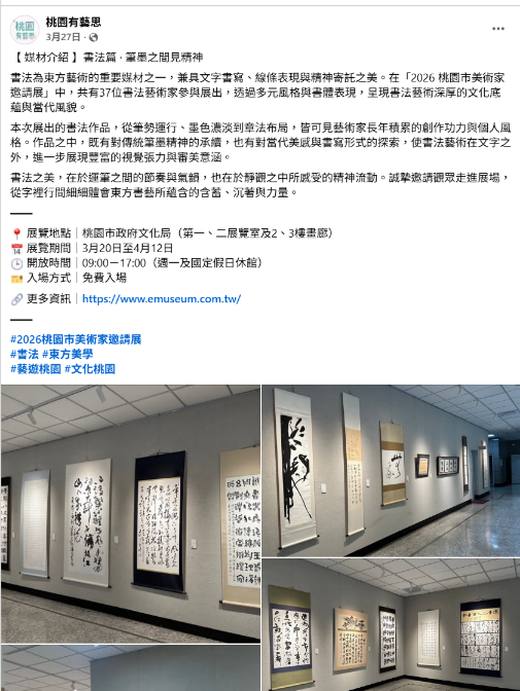 桃園有藝思
3月27日
【 媒材介紹 】書法篇 · 筆墨之間見精神
書法為東方藝術的重要媒材之一，兼具文字書寫、線條表現與精神寄託之美。在「2026 桃園市美術家
邀請展」中，共有37位書法藝術家參與展出，透過多元風格與書體表現，呈現書法藝術深厚的文化底
蘊與當代風貌。
本次展出的書法作品，從筆勢運行、墨色濃淡到章法布局，皆可見藝術家長年積累的創作功力與個人風
格。作品之中，既有對傳統筆墨精神的承續，也有對當代美感與書寫形式的探索，使書法藝術在文字之
外，進一步展現豐富的視覺張力與審美意涵。
書法之美，在於運筆之間的節奏與氣韻，也在於靜觀之中所感受的精神流動。誠摯邀請觀眾走進展場，
從字裡行間細細體會東方書藝所蘊含的含蓄、沉著與力量。
📍 展覽地點｜桃園市政府文化局（第一、二展覽室及2、3樓畫廊）
📅 展覽期間｜3月20日至4月12日
🕒 開放時間｜09:00－17:00（週一及國定假日休館）
🎫 入場方式｜免費入場
🔗 更多資訊｜https://www.emuseum.com.tw/
#2026桃園市美術家邀請展
#書法 #東方美學
#藝遊桃園 #文化桃園